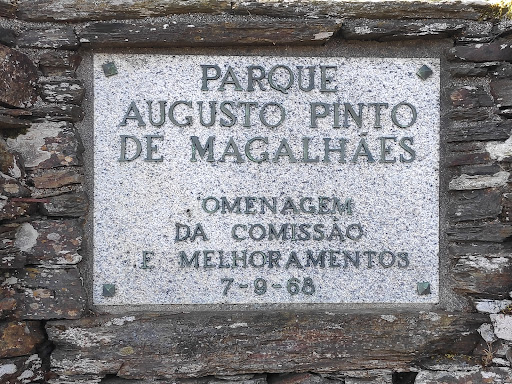 PARQUE
AUGUSTO PINTO
DE MAGALHÃES
OMENAGEM
DA COMISSÃO
E MELHORAMENTOS
7-9-68